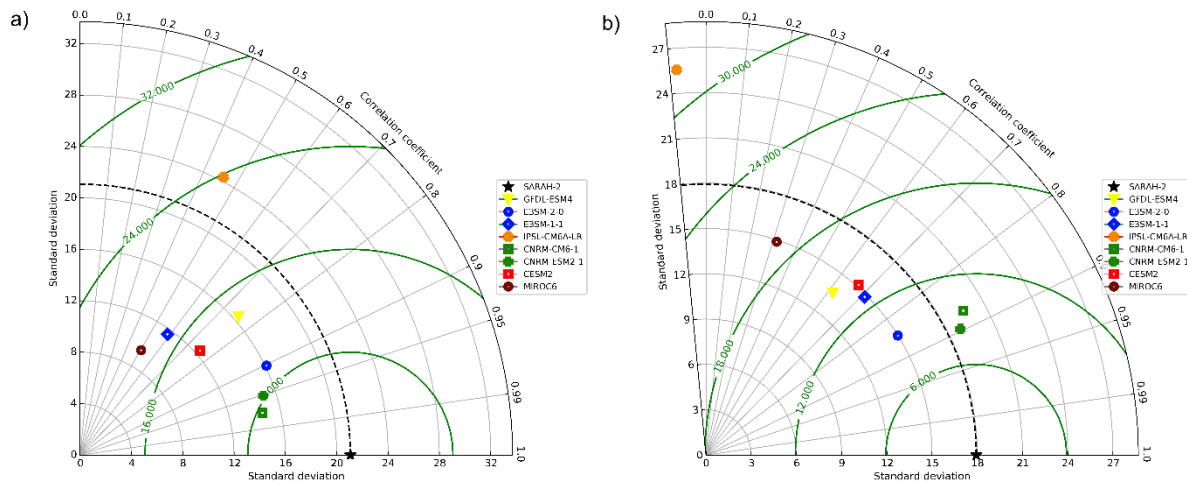 a)
0.0
0.1
0.2
0.3
0.4
0.5
0.6
0.7
0.8
0.9
0.95
0.99
1.0
Correlation coefficient
32
28
24
21
20
16
12
8
4
0
Standard deviation
32.000
24.000
16.000
.000
0
4
8
12
16
20
21
24
28
32
Standard deviation
SARAH-2
GFDL-ESM4
E3SM-2-0
E3SM-1-1
IPSL-CM6A-LR
CNRM-CM6-1
CNRM-ESM2-1
CESM2
MIROC6
b)
0.0
0.1
0.2
0.3
0.4
0.5
0.6
0.7
0.8
0.9
0.95
0.99
1.0
Correlation coefficient
27
24
21
18
15
12
9
6
3
0
Standard deviation
30.000
24.000
18.000
12.000
6.000
0
3
6
9
12
15
18
21
24
27
Standard deviation
SARAH-2
GFDL-ESM4
E3SM-2-0
E3SM-1-1
IPSL-CM6A-LR
CNRM-CM6-1
CNRM-ESM2-1
CESM2
MIROC6